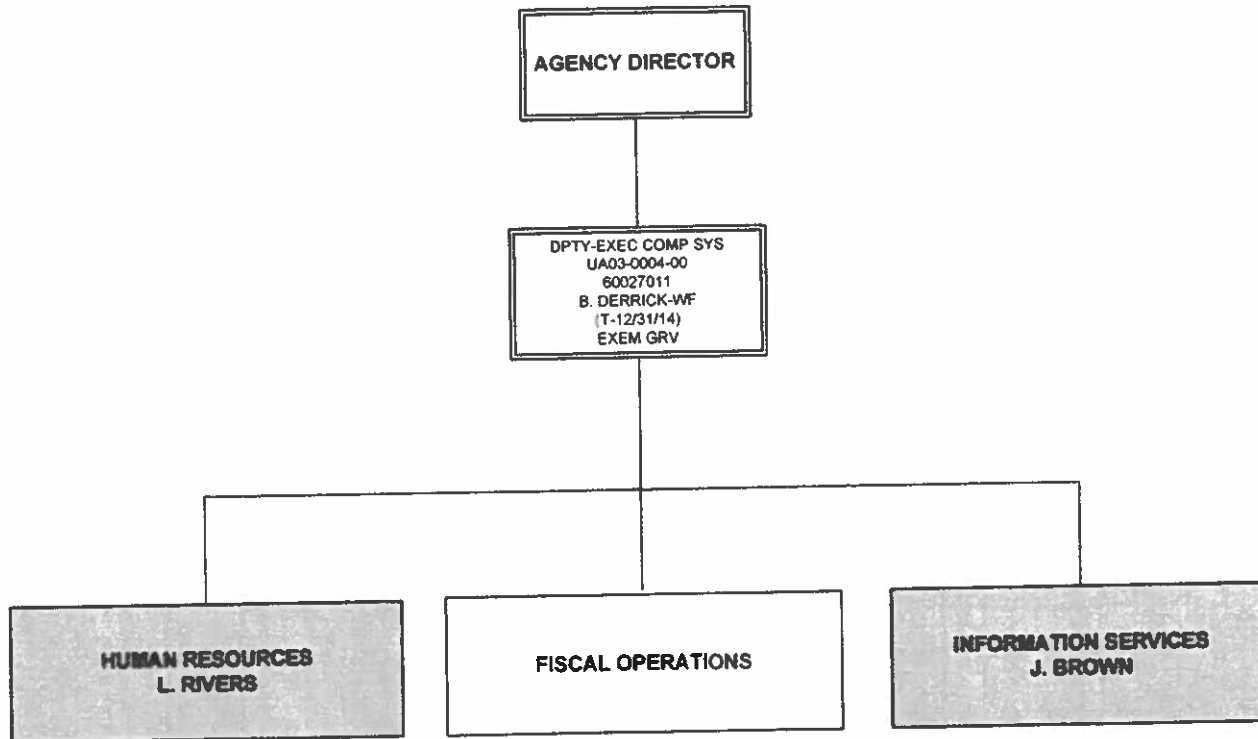 AGENCY DIRECTOR
DPTY-EXEC COMP SYS
UA03-0004-00
60027011
B. DERRICK-WF
(T-12/31/14)
EXEM GRV
HUMAN RESOURCES
L. RIVERS
FISCAL OPERATIONS
INFORMATION SERVICES
J. BROWN